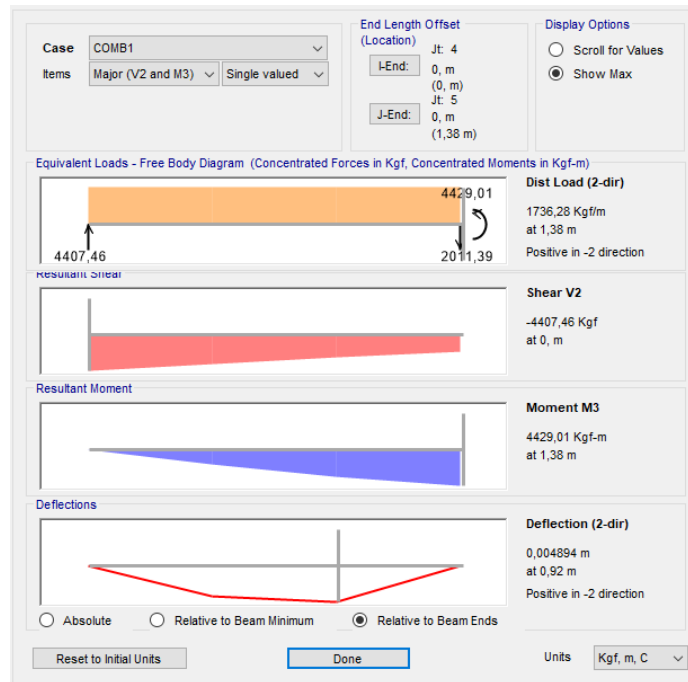 Case COMB1
Items Major (V2 and M3) Single valued
End Length Offset
(Location)
Jt: 4
I-End: 0, m
(0, m)
Jt: 5
J-End: 0, m
(1,38 m)
Display Options
Scroll for Values
Show Max
Equivalent Loads - Free Body Diagram (Concentrated Forces in Kgf, Concentrated Moments in Kgf-m)
4429,01
4407,46 2011,39
Dist Load (2-dir)
1736,28 Kgf/m
at 1,38 m
Positive in -2 direction
Resultant Shear
Shear V2
-4407,46 Kgf
at 0, m
Resultant Moment
Moment M3
4429,01 Kgf-m
at 1,38 m
Deflections
Deflection (2-dir)
0,004894 m
at 0,92 m
Positive in -2 direction
Absolute Relative to Beam Minimum Relative to Beam Ends
Reset to Initial Units Done Units Kgf, m, C